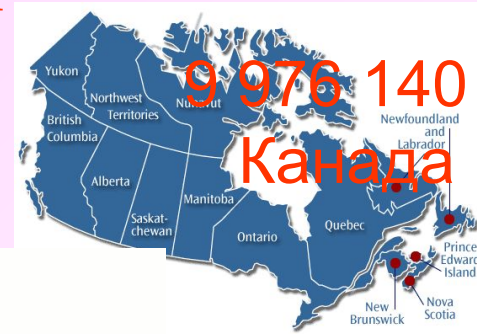 9 976 140
Канада
Yukon
Northwest
Territories
Nunavut
British
Columbia
Alberta
Saskat-
chewan
Manitoba
Ontario
Quebec
Newfoundland
and
Labrador
Prince
Edward
Island
Nova
Scotia
New
Brunswick